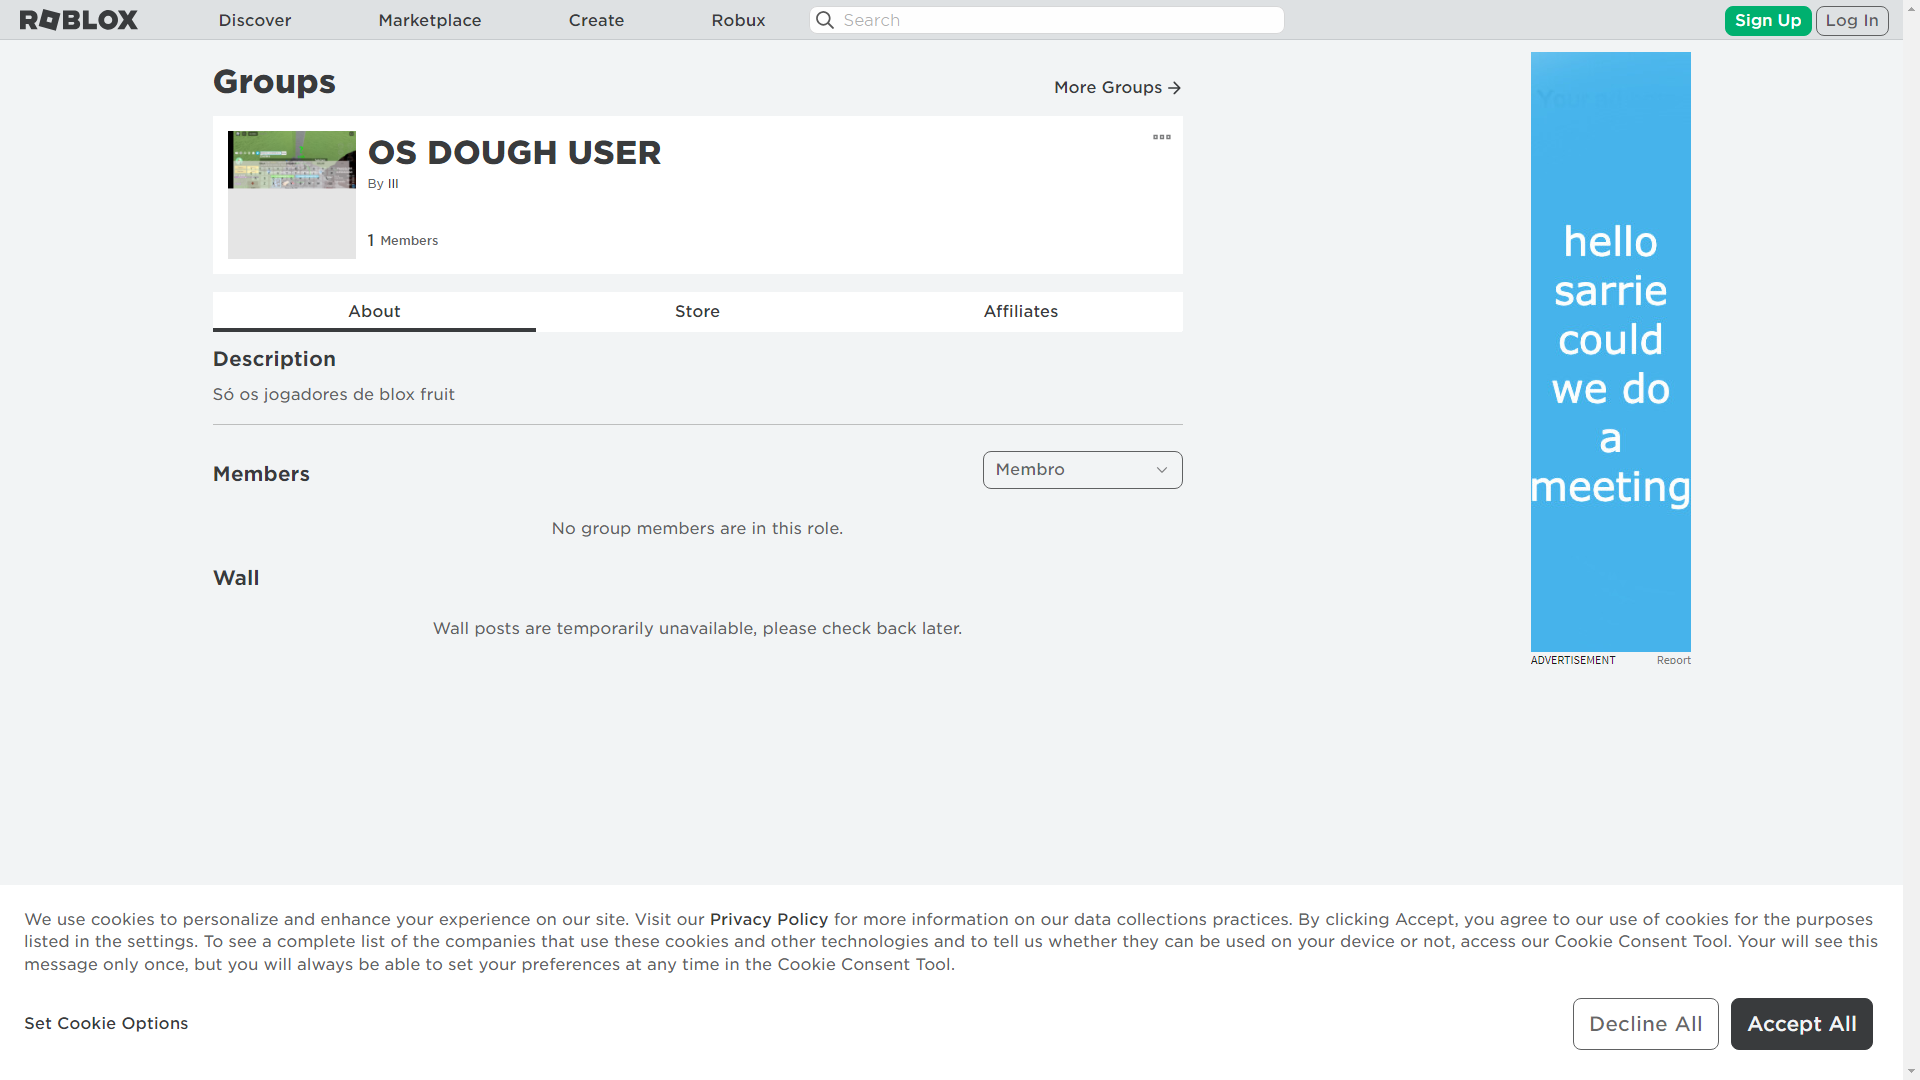 ROBLOX
Discover
Marketplace
Create
Robux
Search
Sign Up
Log In
Groups
More Groups
OS DOUGH USER
By lll
1 Members
About
Store
Affiliates
Description
Só os jogadores de blox fruit
Members
Membro
No group members are in this role.
Wall
Wall posts are temporarily unavailable, please check back later.
hello
sarrie
could
we do
a
meeting
ADVERTISEMENT
Report
We use cookies to personalize and enhance your experience on our site. Visit our Privacy Policy for more information on our data collections practices. By clicking Accept, you agree to our use of cookies for the purposes
listed in the settings. To see a complete list of the companies that use these cookies and other technologies and to tell us whether they can be used on your device or not, access our Cookie Consent Tool. Your will see this
message only once, but you will always be able to set your preferences at any time in the Cookie Consent Tool.
Set Cookie Options
Decline All
Accept All